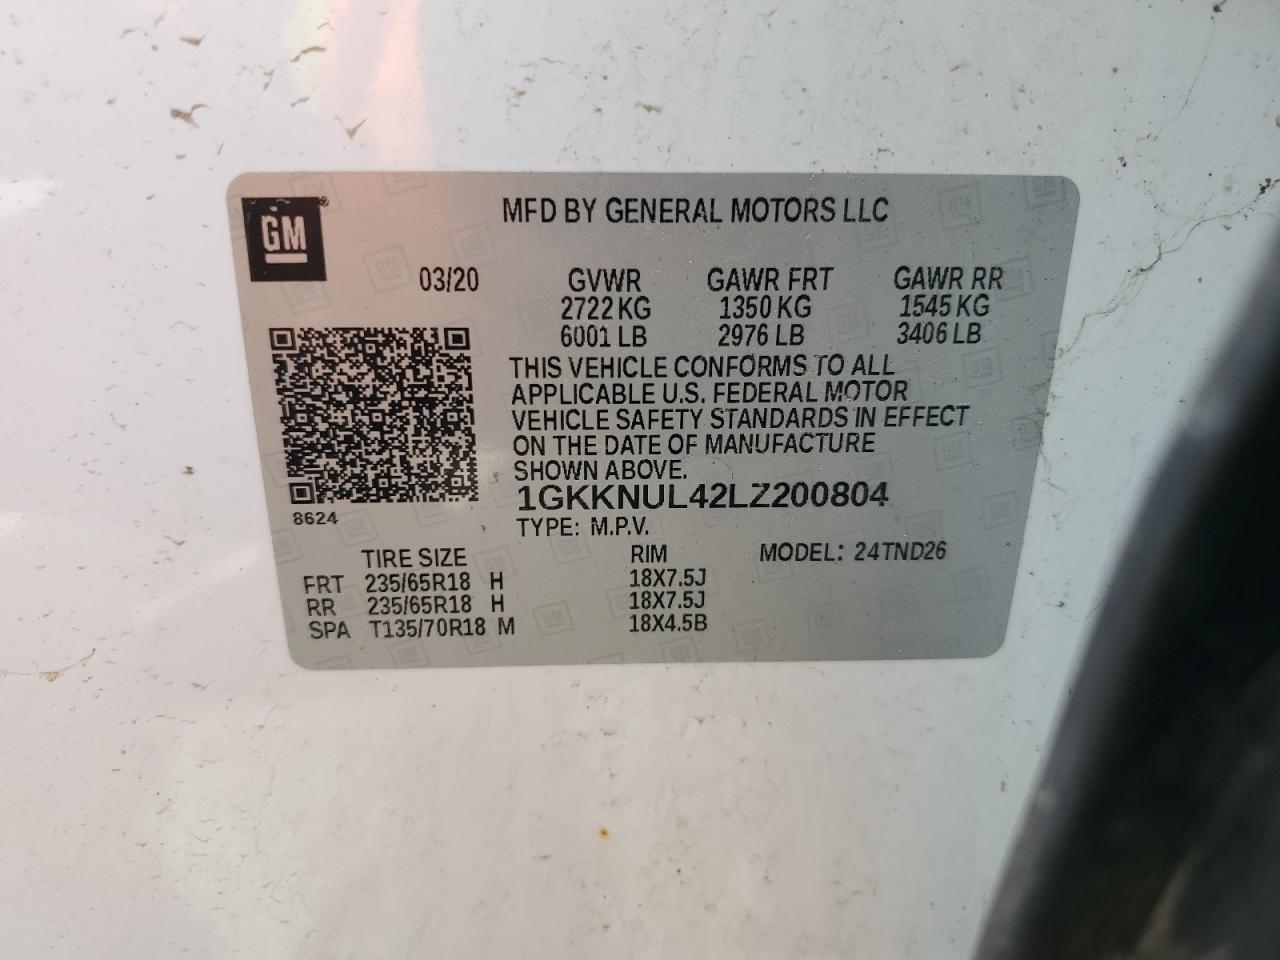 GM®
MFD BY GENERAL MOTORS LLC
03/20 GVWR GAWR FRT GAWR RR
2722 KG 1350 KG 1545 KG
6001 LB 2976 LB 3406 LB
THIS VEHICLE CONFORMS TO ALL
APPLICABLE U.S. FEDERAL MOTOR
VEHICLE SAFETY STANDARDS IN EFFECT
ON THE DATE OF MANUFACTURE
SHOWN ABOVE.
1GKKNUL42LZ200804
8624
TYPE: M.P.V.
TIRE SIZE RIM MODEL: 24TND26
FRT 235/65R18 H 18X7.5J
RR 235/65R18 H 18X7.5J
SPA T135/70R18 M 18X4.5B